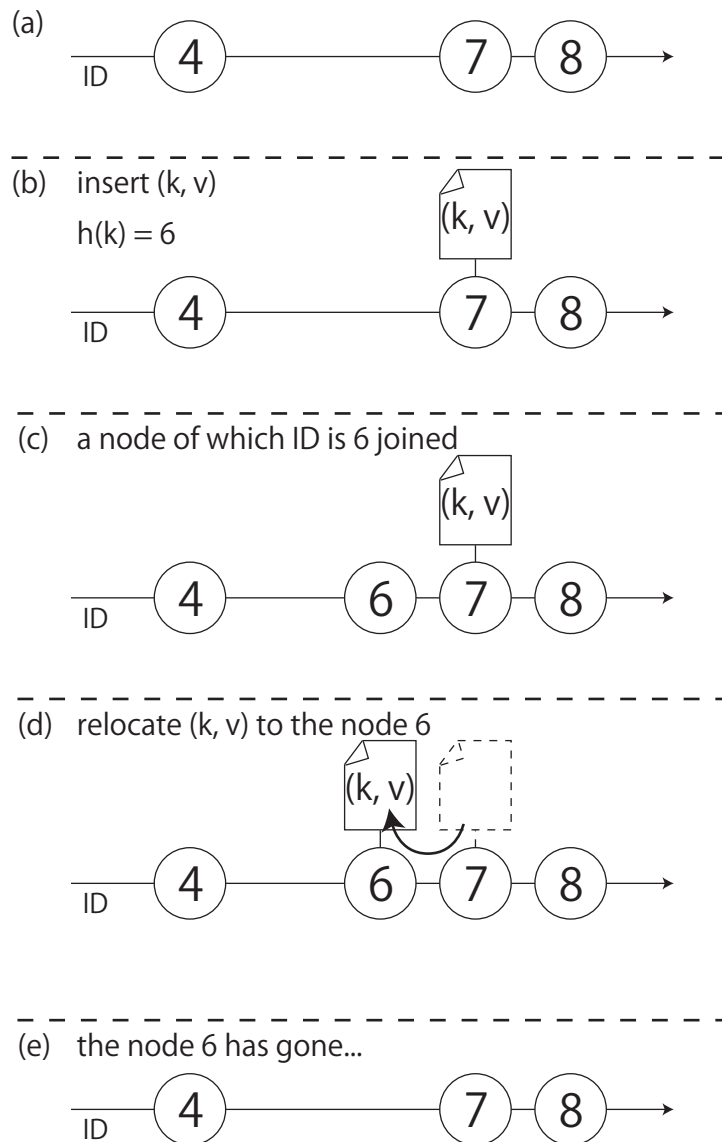 (a)
4 7 8
ID
(b) insert (k, v)
(k, v)
h(k) = 6
4 7 8
ID
(c) a node of which ID is 6 joined
(k, v)
4 6 7 8
ID
(d) relocate (k, v) to the node 6
(k, v)
4 6 7 8
ID
(e) the node 6 has gone...
4 7 8
ID